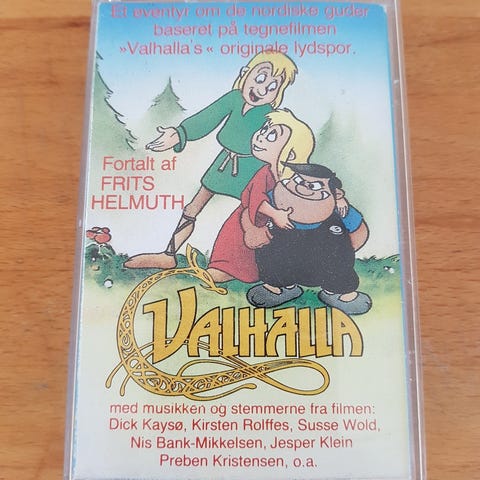 Et eventyr om de nordiske guder
baseret på tegnefilmen
»Valhalla's« originale lydspor.
Fortalt af
FRITS
HELMUTH
VALHALLA
med musikken og stemmerne fra filmen:
Dick Kaysø, Kirsten Rolffes, Susse Wold,
Nis Bank-Mikkelsen, Jesper Klein
Preben Kristensen, o.a.